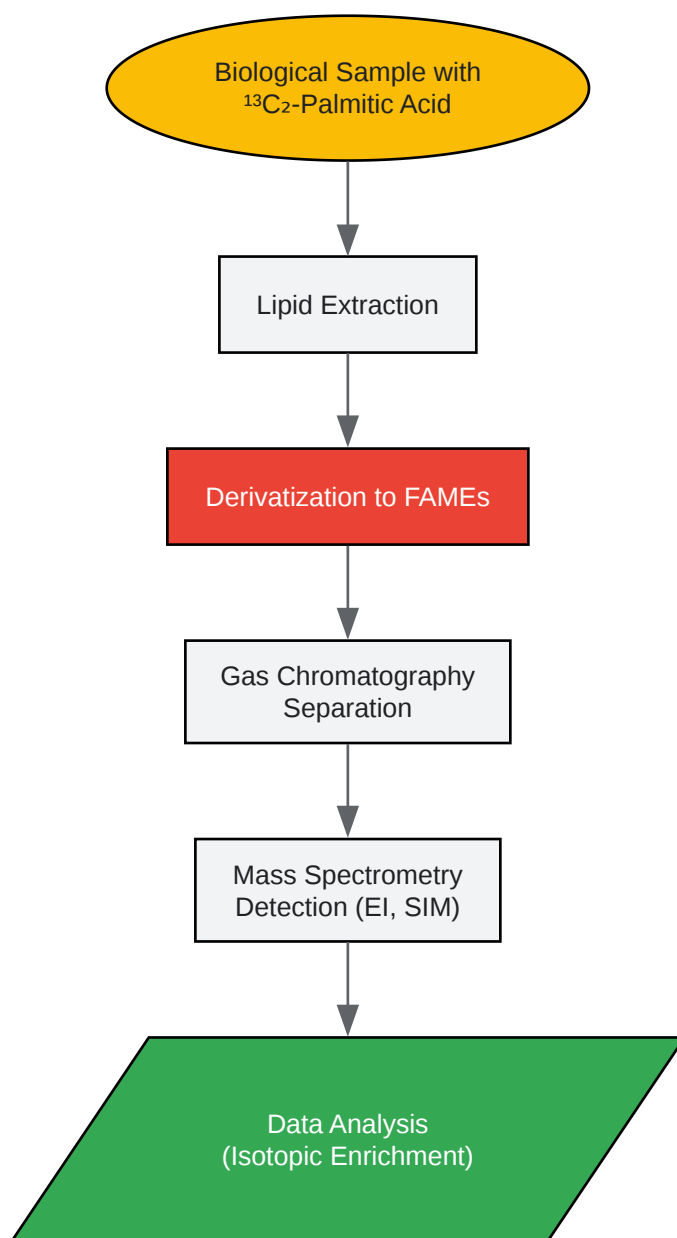 Biological Sample with
¹³C₂-Palmitic Acid
Lipid Extraction
Derivatization to FAMEs
Gas Chromatography
Separation
Mass Spectrometry
Detection (EI, SIM)
Data Analysis
(Isotopic Enrichment)